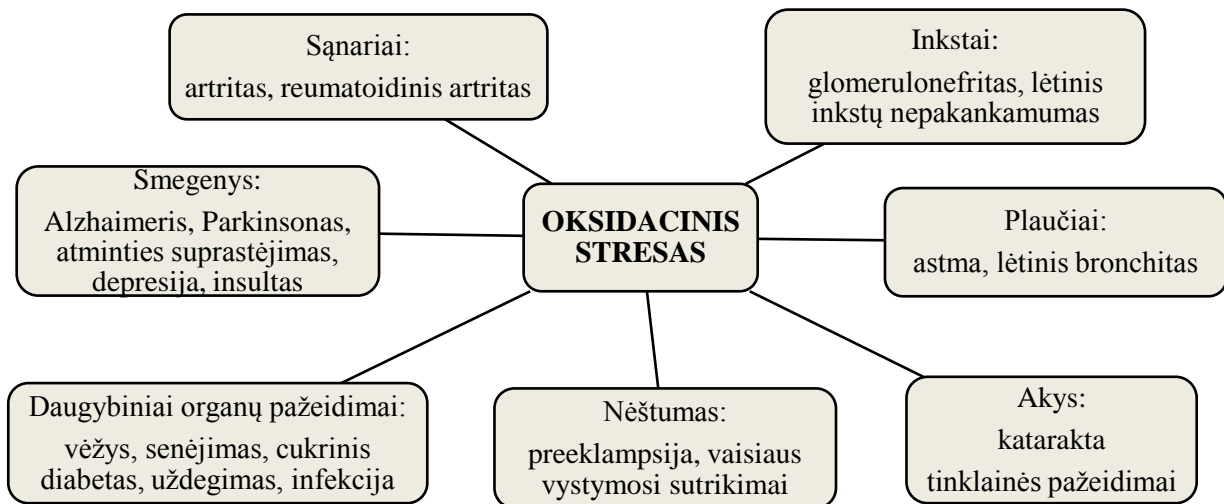 Sąnariai:
artritas, reumatoidinis artritas
Inkstai:
glomerulonefritas, lėtinis
inkstų nepakankamumas
Smegenys:
Alzhaimeris, Parkinsonas,
atminties suprastėjimas,
depresija, insultas
OKSIDACINIS
STRESAS
Plaučiai:
astma, lėtinis bronchitas
Daugybiniai organų pažeidimai:
vėžys, senėjimas, cukrinis
diabetas, uždegimas, infekcija
Nėštumas:
preeklampsija, vaisiaus
vystymosi sutrikimai
Akys:
katarakta
tinklainės pažeidimai